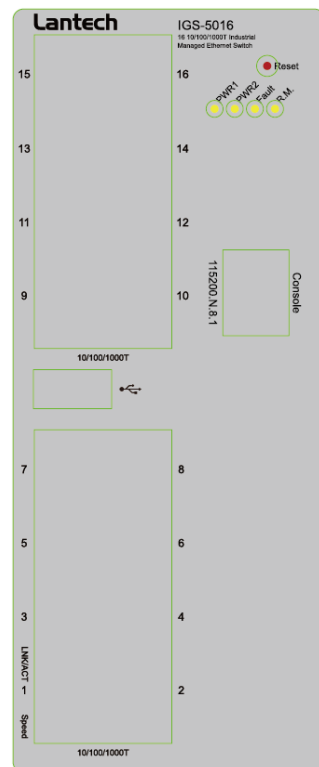 Lantech
IGS-5016
16 10/100/1000T Industrial
Managed Ethernet Switch
Reset
PWR1
PWR2
Fault
R.M.
15
16
13
14
11
12
9
10
115200.N.8.1
Console
10/100/1000T
7
8
5
6
3
4
LNK/ACT
1
2
Speed
10/100/1000T